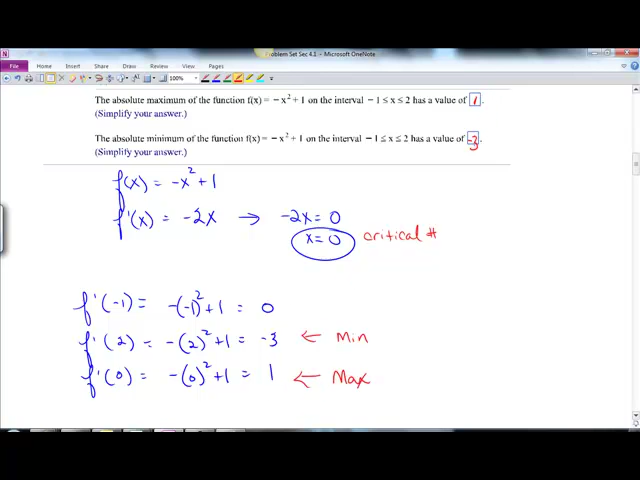 Problem Set Sec 4.1 - Microsoft OneNote
100%
The absolute maximum of the function f(x) = − x² + 1 on the interval − 1 ≤ x ≤ 2 has a value of 1 .
(Simplify your answer.)
The absolute minimum of the function f(x) = − x² + 1 on the interval − 1 ≤ x ≤ 2 has a value of -3 .
(Simplify your answer.)
f(x) = -x² + 1
f'(x) = -2x → -2x = 0
x = 0 critical #
f'(-1) = -(-1)² + 1 = 0
f'(2) = -(2)² + 1 = -3 ← Min
f'(0) = -(0)² + 1 = 1 ← Max